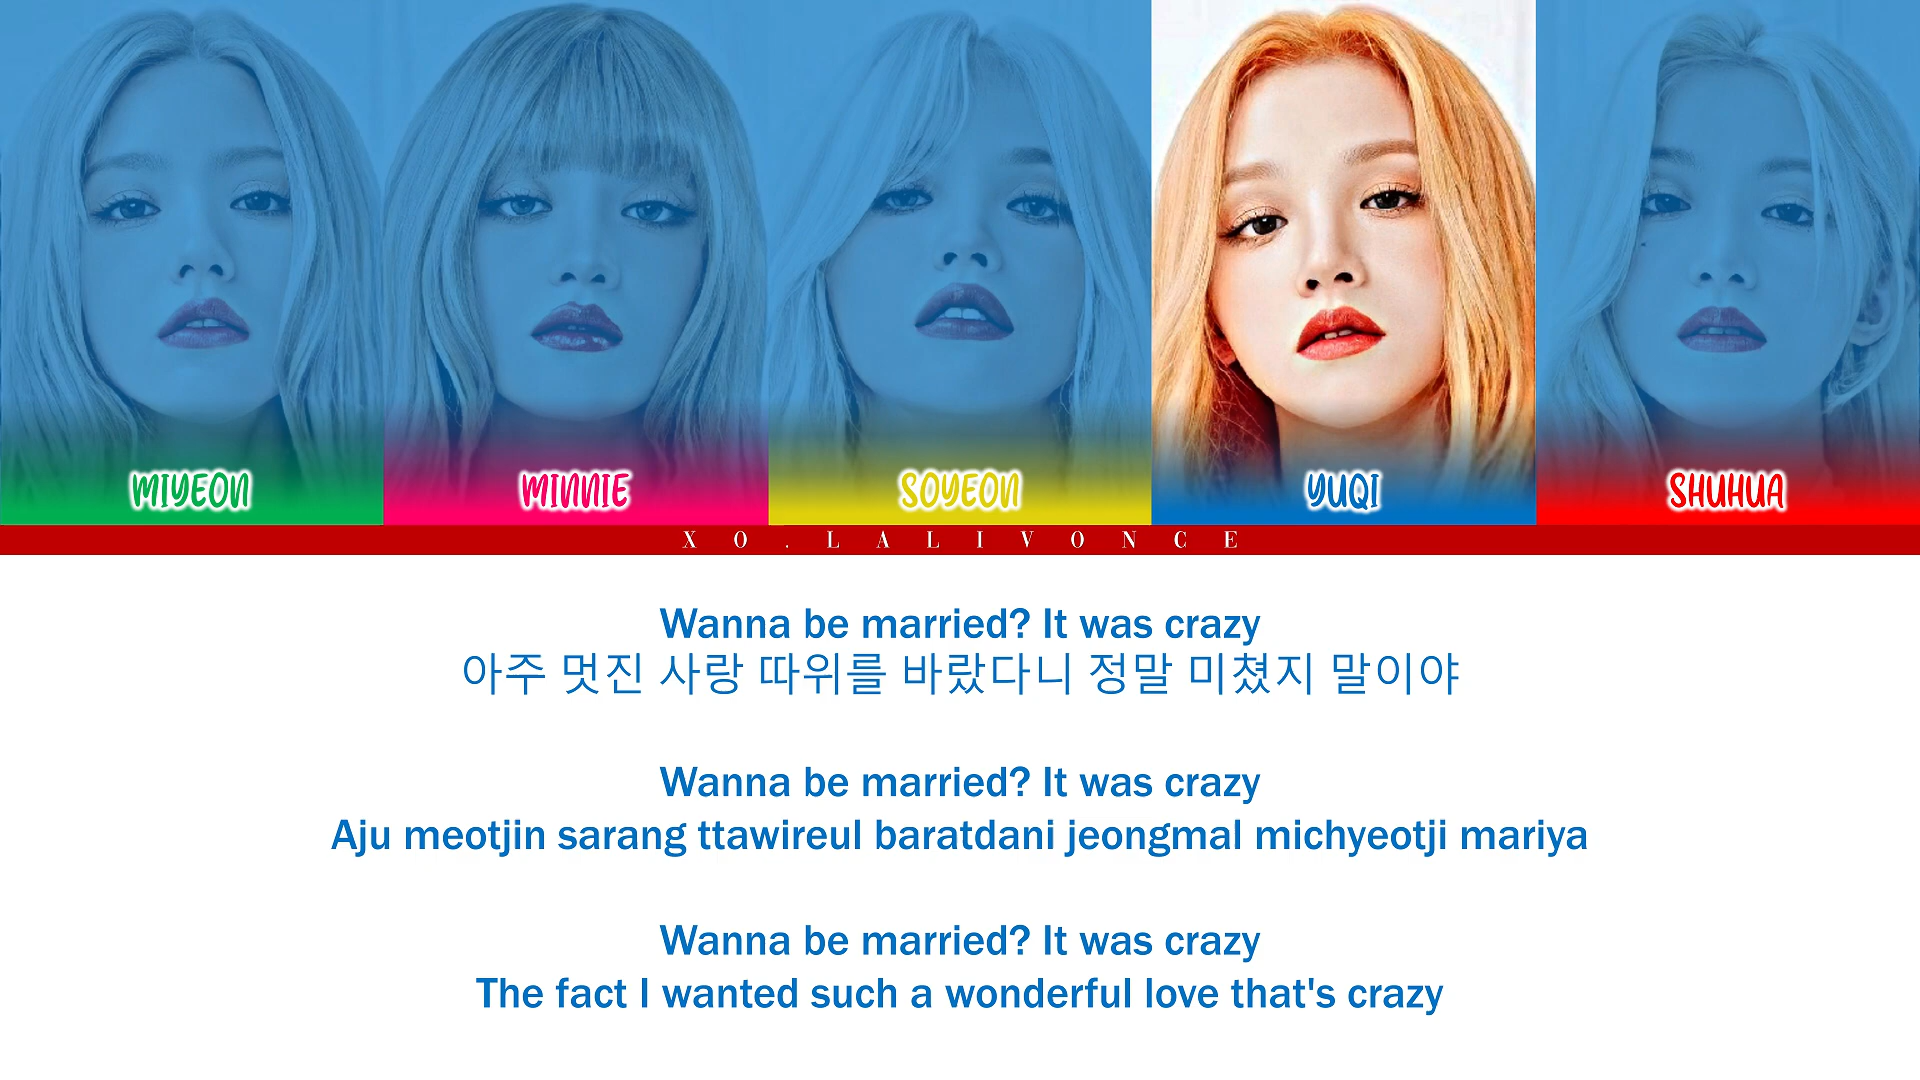 MIYEON
MINNIE
SOYEON
YUQI
SHUHUA
XO.LALIVONCE
Wanna be married? It was crazy
아주 멋진 사랑 따위를 바랐다니 정말 미쳤지 말이야
Wanna be married? It was crazy
Aju meotjin sarang ttawireul baratdani jeongmal michyeotji mariya
Wanna be married? It was crazy
The fact I wanted such a wonderful love that's crazy